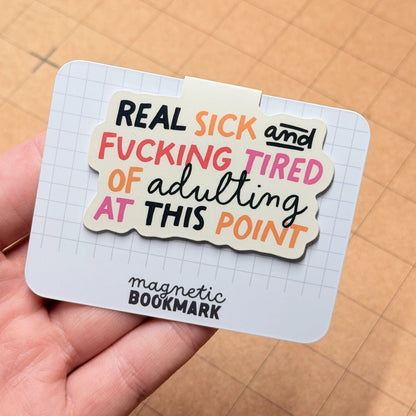 REAL SICK and
FUCKING TIRED
OF adulting
AT THIS POINT
magnetic
BOOKMARK